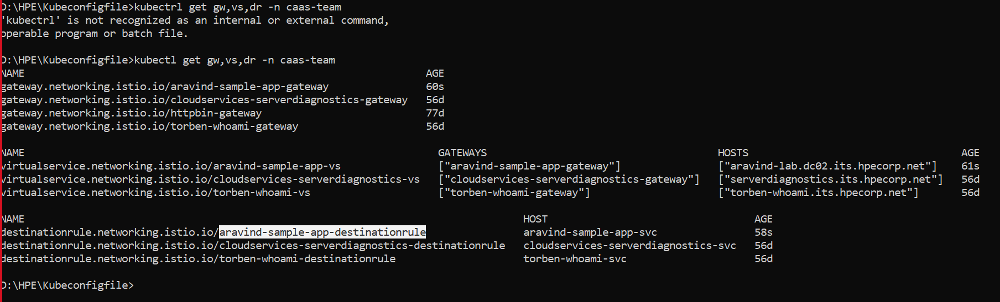 D:\HPE\Kubeconfigfile>kubectrl get gw,vs,dr -n caas-team
'kubectrl' is not recognized as an internal or external command,
operable program or batch file.
D:\HPE\Kubeconfigfile>kubectl get gw,vs,dr -n caas-team
NAME AGE
gateway.networking.istio.io/aravind-sample-app-gateway 60s
gateway.networking.istio.io/cloudservices-serverdiagnostics-gateway 56d
gateway.networking.istio.io/httpbin-gateway 77d
gateway.networking.istio.io/torben-whoami-gateway 56d
NAME GATEWAYS HOSTS AGE
virtualservice.networking.istio.io/aravind-sample-app-vs ["aravind-sample-app-gateway"] ["aravind-lab.dc02.its.hpecorp.net"] 61s
virtualservice.networking.istio.io/cloudservices-serverdiagnostics-vs ["cloudservices-serverdiagnostics-gateway"] ["serverdiagnostics.its.hpecorp.net"] 56d
virtualservice.networking.istio.io/torben-whoami-vs ["torben-whoami-gateway"] ["torben-whoami.its.hpecorp.net"] 56d
NAME HOST AGE
destinationrule.networking.istio.io/aravind-sample-app-destinationrule aravind-sample-app-svc 58s
destinationrule.networking.istio.io/cloudservices-serverdiagnostics-destinationrule cloudservices-serverdiagnostics-svc 56d
destinationrule.networking.istio.io/torben-whoami-destinationrule torben-whoami-svc 56d
D:\HPE\Kubeconfigfile>